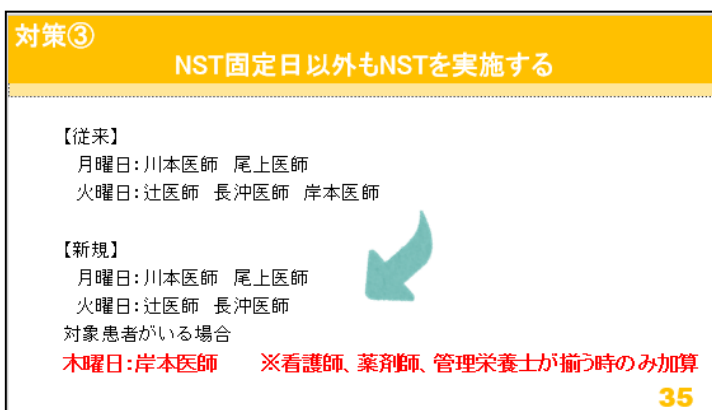 対策③
NST固定日以外もNSTを実施する
【従来】
月曜日:川本医師 尾上医師
火曜日:辻医師 長沖医師 岸本医師
【新規】
月曜日:川本医師 尾上医師
火曜日:辻医師 長沖医師
対象患者がいる場合
木曜日:岸本医師 ※看護師、薬剤師、管理栄養士が揃う時のみ加算
35